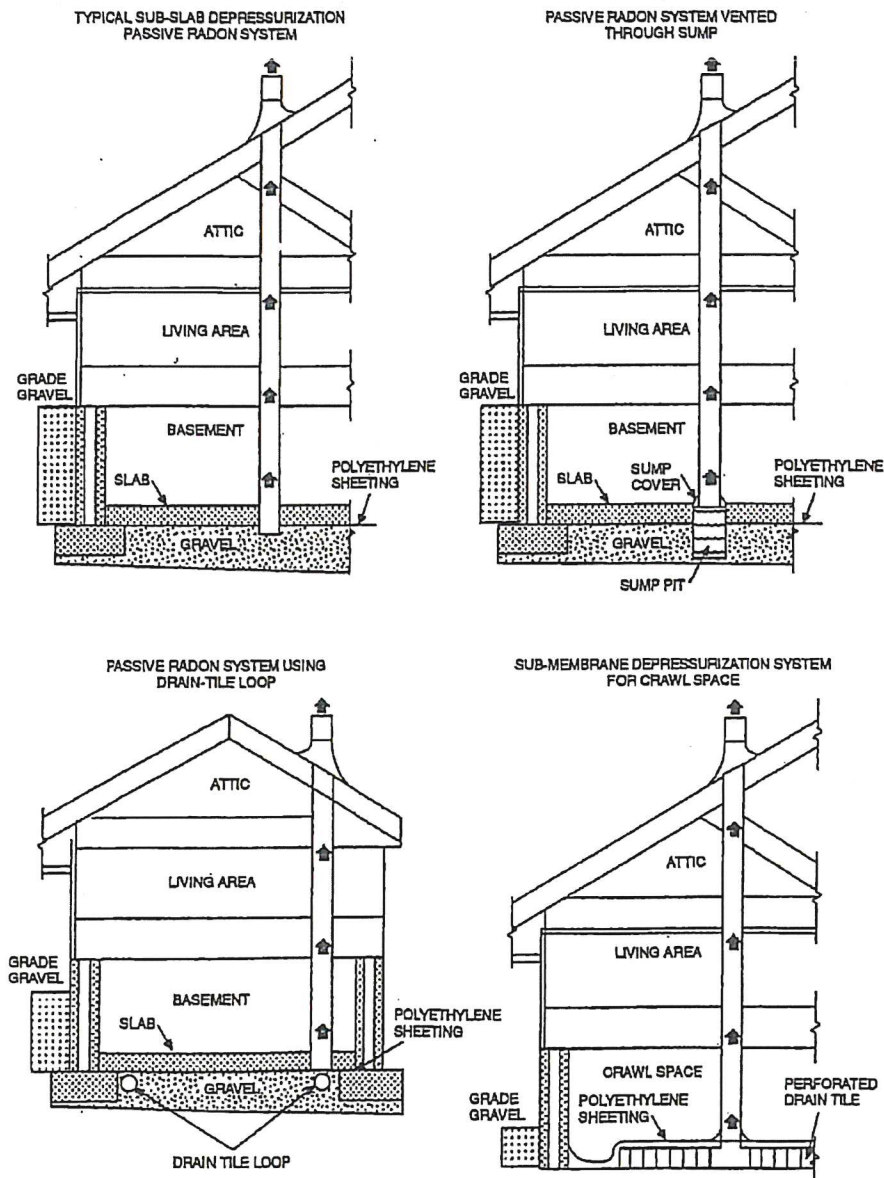 TYPICAL SUB-SLAB DEPRESSURIZATION
PASSIVE RADON SYSTEM
ATTIC
LIVING AREA
GRADE
GRAVEL
BASEMENT
SLAB
POLYETHYLENE
SHEETING
GRAVEL
PASSIVE RADON SYSTEM VENTED
THROUGH SUMP
ATTIC
LIVING AREA
GRADE
GRAVEL
BASEMENT
SLAB
SUMP
COVER
POLYETHYLENE
SHEETING
GRAVEL
SUMP PIT
PASSIVE RADON SYSTEM USING
DRAIN-TILE LOOP
ATTIC
LIVING AREA
GRADE
GRAVEL
BASEMENT
SLAB
POLYETHYLENE
SHEETING
GRAVEL
DRAIN TILE LOOP
SUB-MEMBRANE DEPRESSURIZATION SYSTEM
FOR CRAWL SPACE
ATTIC
LIVING AREA
CRAWL SPACE
GRADE
GRAVEL
POLYETHYLENE
SHEETING
PERFORATED
DRAIN TILE